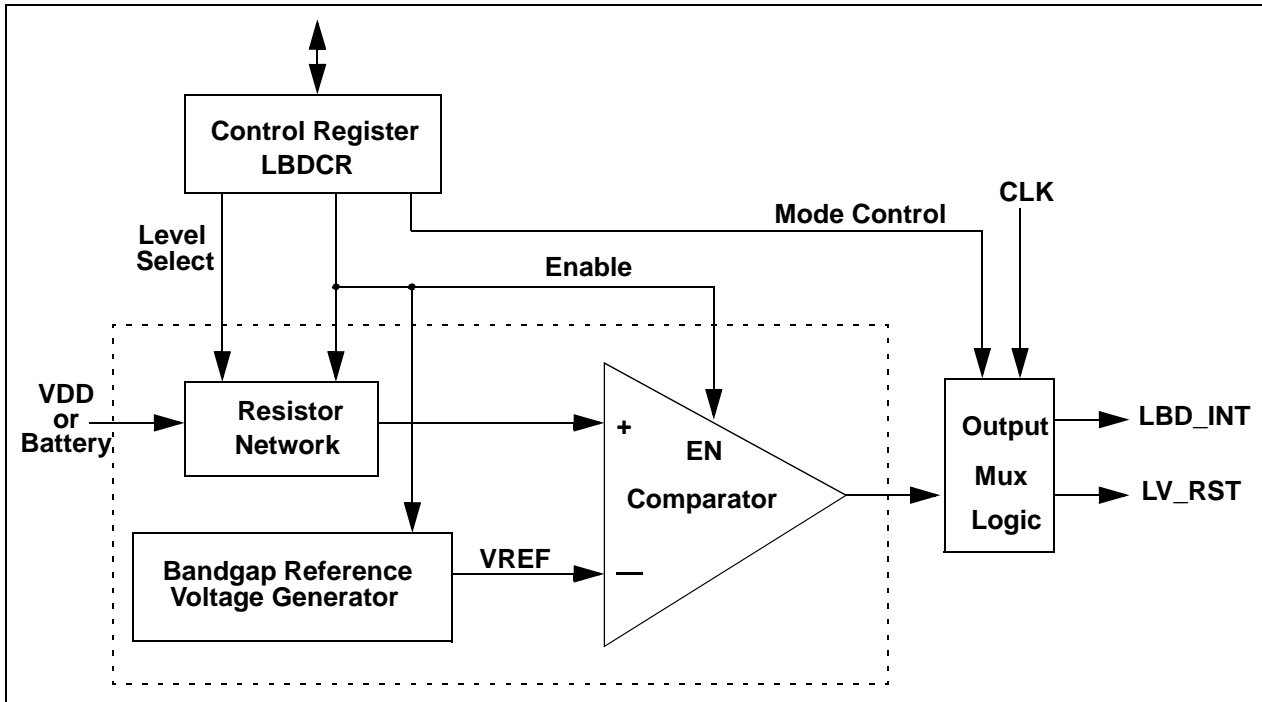 Control Register
LBDCR
CLK
Mode Control
Level
Select
Enable
VDD
or
Battery
Resistor
Network
+
EN
Comparator
—
Output
Mux
Logic
LBD_INT
LV_RST
VREF
Bandgap Reference
Voltage Generator